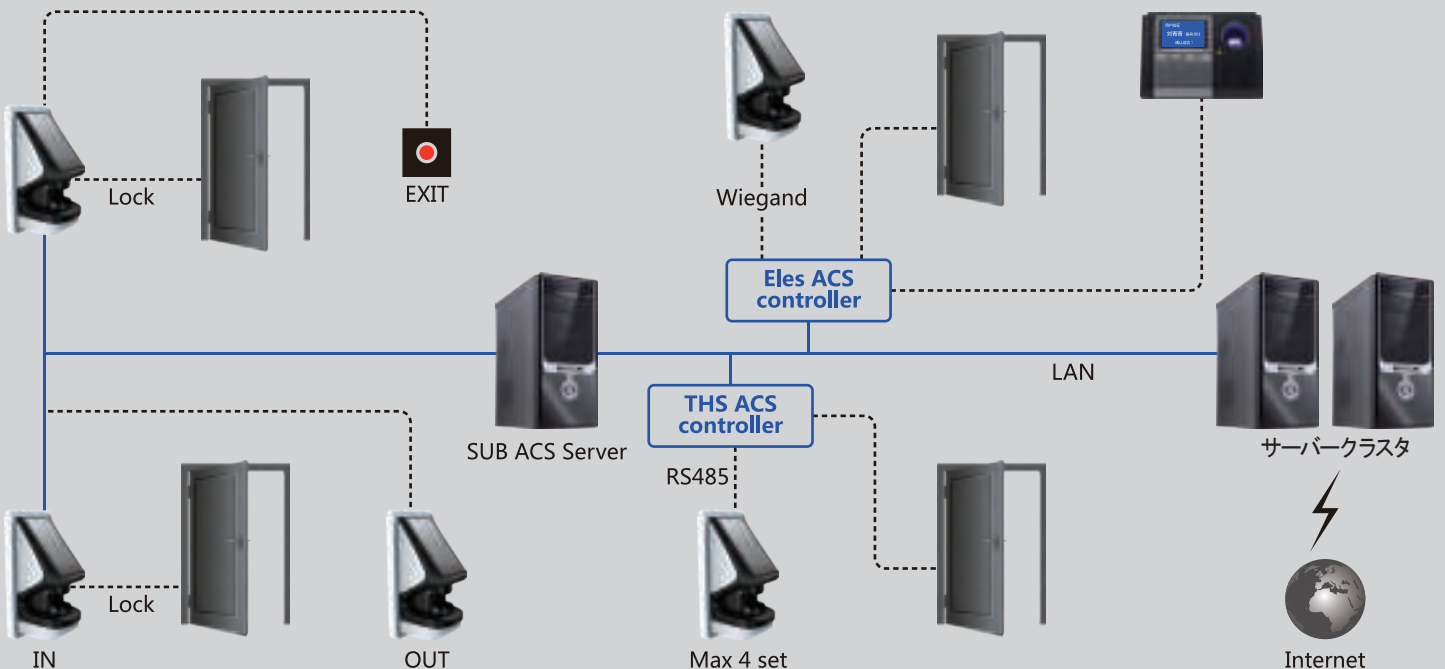 Lock
EXIT
Wiegand
Eles ACS
controller
LAN
THS ACS
controller
SUB ACS Server
RS485
サーバークラスタ
Lock
IN
OUT
Max 4 set
Internet